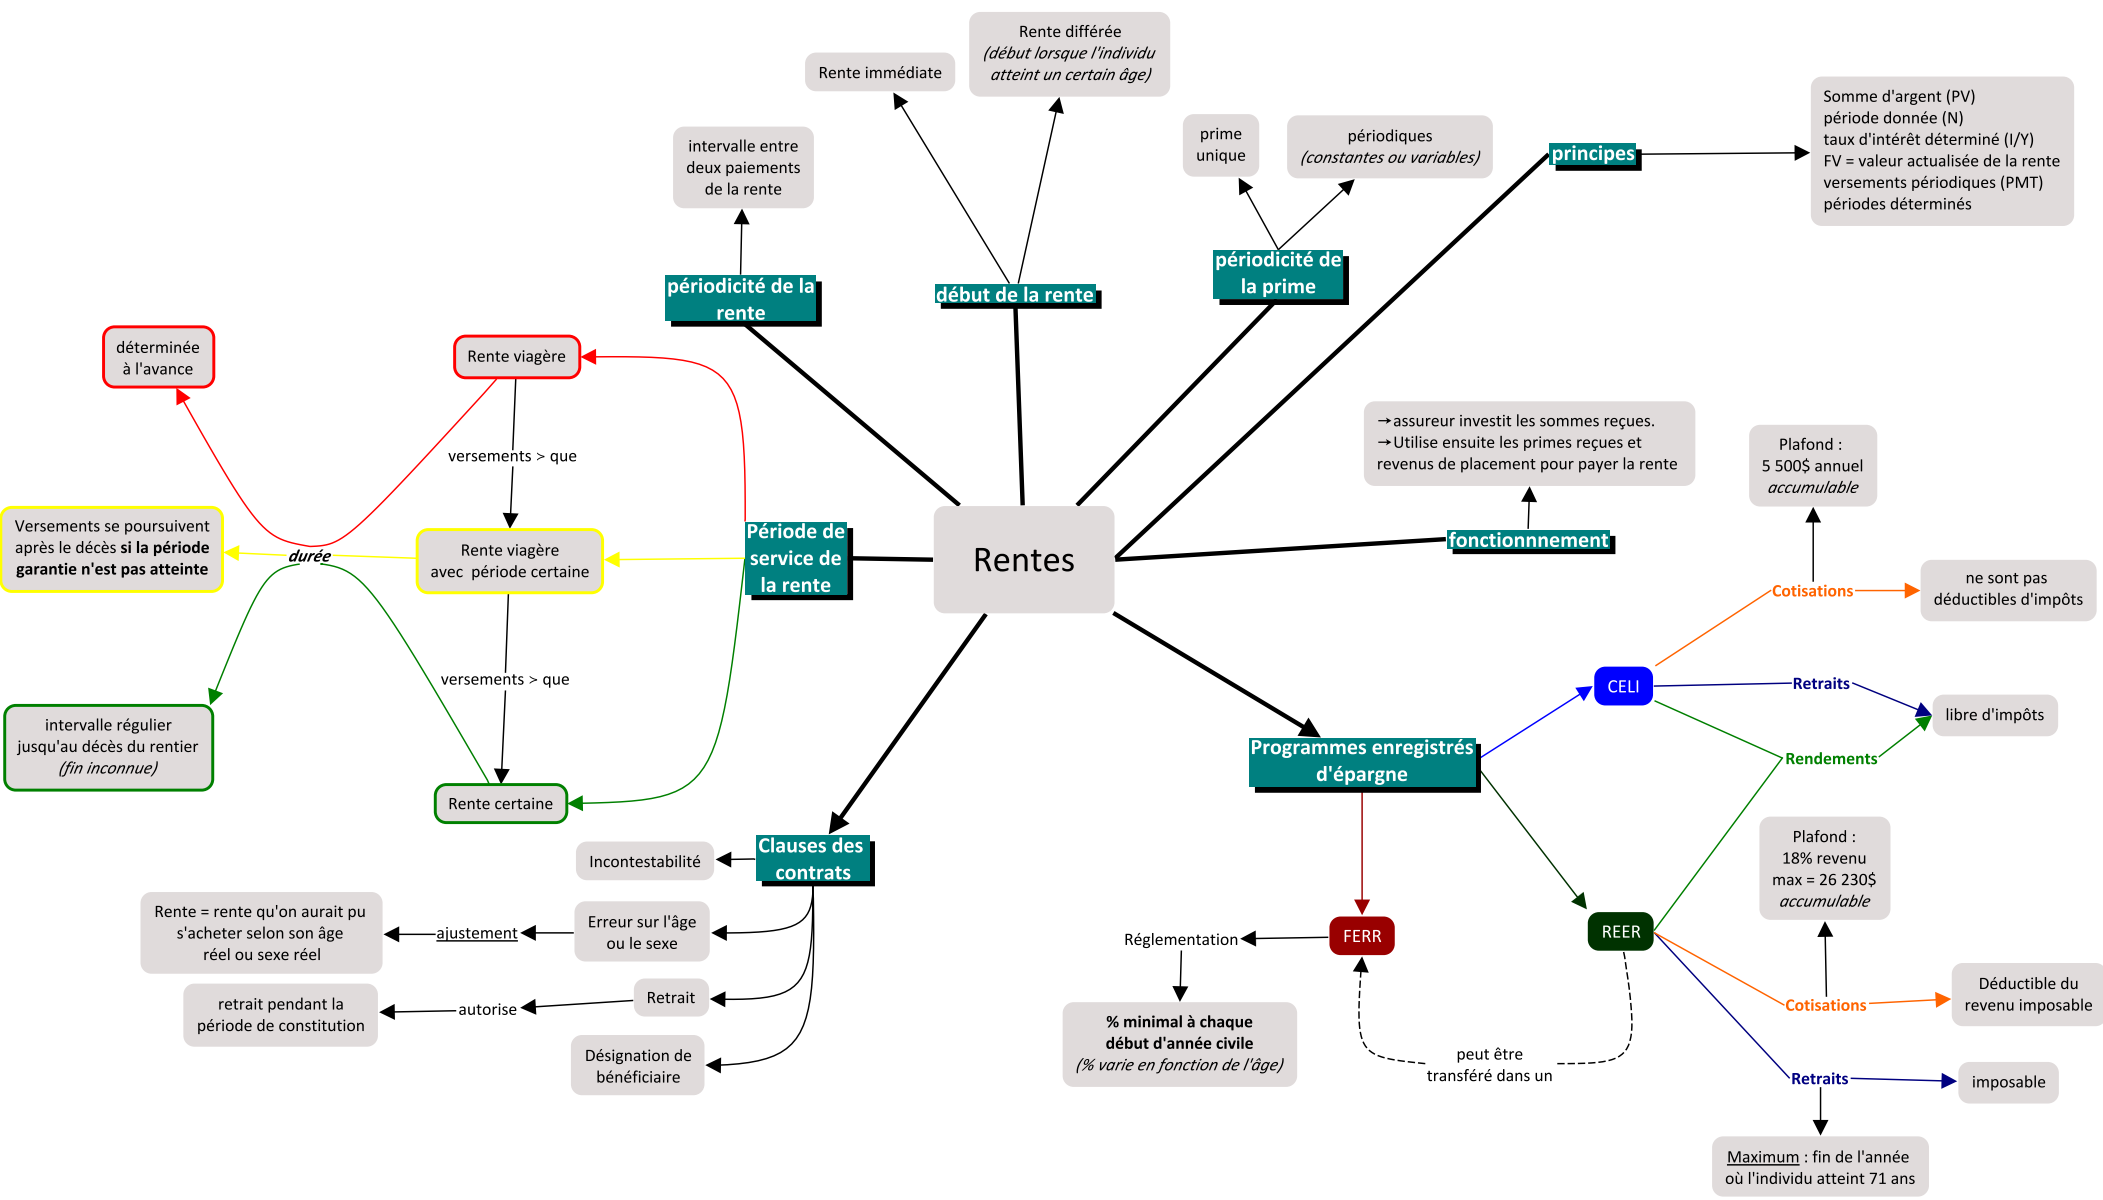 Rente différée
(début lorsque l'individu
atteint un certain âge)
Rente immédiate
Somme d'argent (PV)
période donnée (N)
taux d'intérêt déterminé (I/Y)
FV = valeur actualisée de la rente
versements périodiques (PMT)
périodes déterminés
prime
unique
périodiques
(constantes ou variables)
intervalle entre
deux paiements
de la rente
principes
périodicité de
la prime
périodicité de la
rente
début de la rente
déterminée
à l'avance
Rente viagère
versements > que
→assureur investit les sommes reçues.
→Utilise ensuite les primes reçues et
revenus de placement pour payer la rente
Plafond :
5 500$ annuel
accumulable
Versements se poursuivent
après le décès si la période
garantie n'est pas atteinte
durée
Rente viagère
avec période certaine
Période de
service de
la rente
Rentes
fonctionnnement
Cotisations
ne sont pas
déductibles d'impôts
versements > que
CELI
Retraits
libre d'impôts
intervalle régulier
jusqu'au décès du rentier
(fin inconnue)
Programmes enregistrés
d'épargne
Rendements
Rente certaine
Clauses des
contrats
Incontestabilité
Plafond :
18% revenu
max = 26 230$
accumulable
Rente = rente qu'on aurait pu
s'acheter selon son âge
réel ou sexe réel
ajustement
Erreur sur l'âge
ou le sexe
Réglementation
FERR
REER
retrait pendant la
période de constitution
autorise
Retrait
Déductible du
revenu imposable
Cotisations
% minimal à chaque
début d'année civile
(% varie en fonction de l'âge)
Désignation de
bénéficiaire
peut être
transféré dans un
Retraits
imposable
Maximum : fin de l'année
où l'individu atteint 71 ans